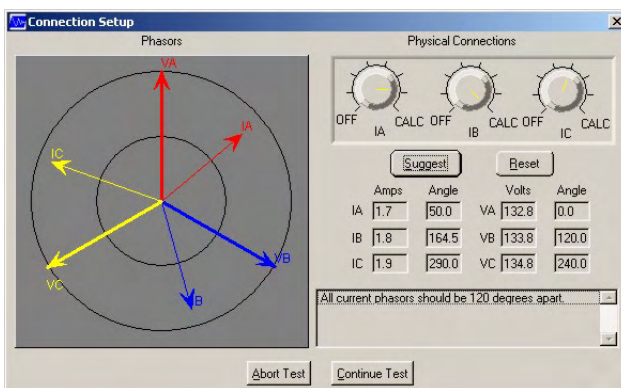 Connection Setup
Phasors
VA
IA
IC
VC
VB
IB
Physical Connections
OFF IA CALC OFF IB CALC OFF IC CALC
Suggest Reset
Amps Angle Volts Angle
IA 1.7 50.0 VA 132.8 0.0
IB 1.8 164.5 VB 133.8 120.0
IC 1.9 290.0 VC 134.8 240.0
All current phasors should be 120 degrees apart.
Abort Test Continue Test